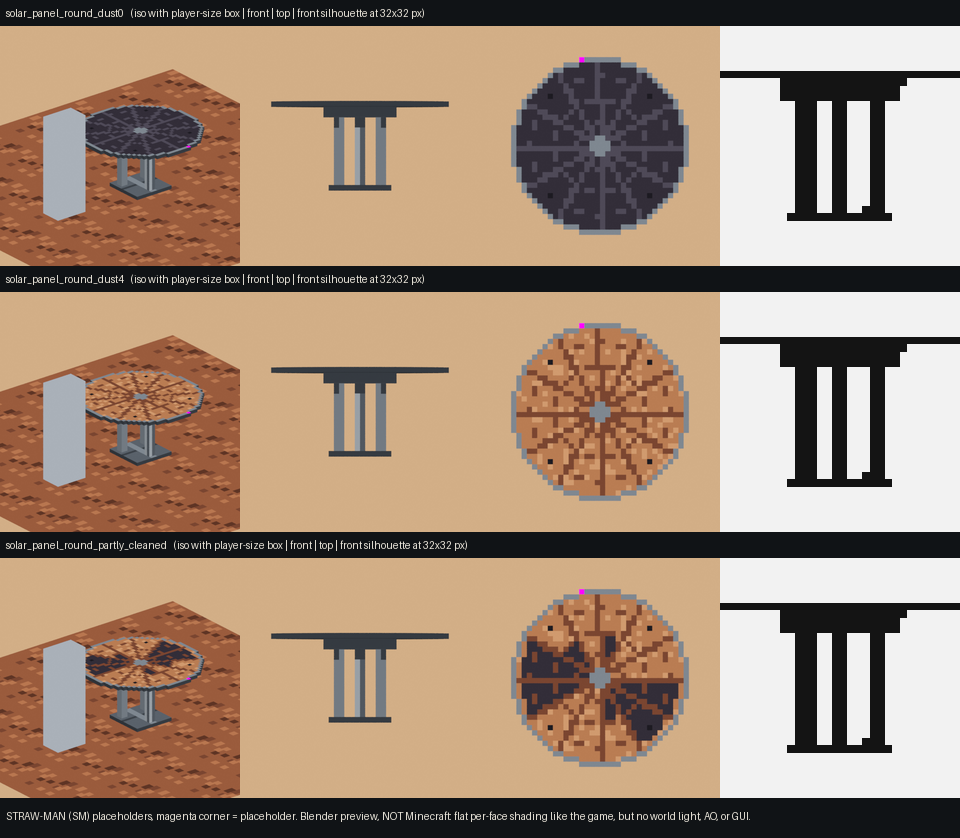 solar_panel_round_dust0 (iso with player-size box | front | top | front silhouette at 32x32 px)
solar_panel_round_dust4 (iso with player-size box | front | top | front silhouette at 32x32 px)
solar_panel_round_partly_cleaned (iso with player-size box | front | top | front silhouette at 32x32 px)
STRAW-MAN (SM) placeholders, magenta corner = placeholder. Blender preview, NOT Minecraft: flat per-face shading like the game, but no world light, AO, or GUI.